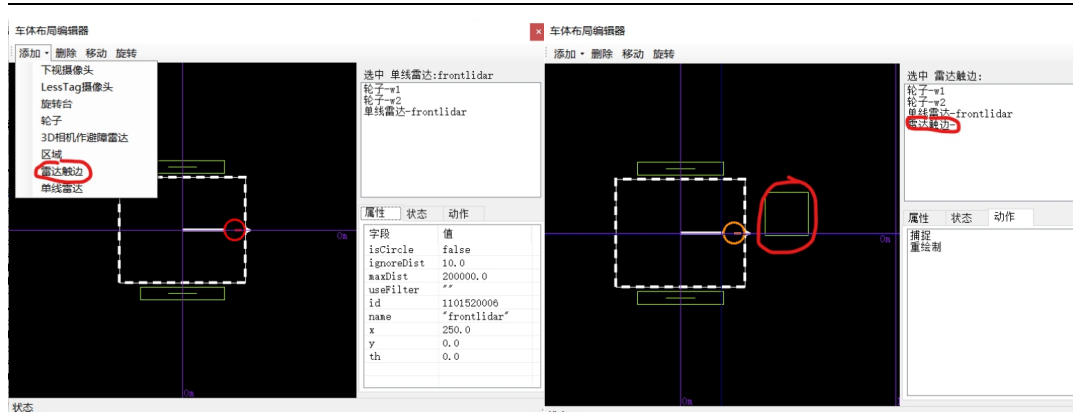 车体布局编辑器
添加 删除 移动 旋转
下视摄像头
LessTag摄像头
旋转台
轮子
3D相机作避障雷达
区域
雷达触边
单线雷达
0m
0m
选中 单线雷达:frontlidar
轮子-w1
轮子-w2
单线雷达-frontlidar
属性 状态 动作
字段 值
isCircle false
ignoreDist 10.0
maxDist 200000.0
useFilter ""
id 1101520006
name "frontlidar"
x 250.0
y 0.0
th 0.0
状态
× 车体布局编辑器
添加 删除 移动 旋转
0m
0m
选中 雷达触边:
轮子-w1
轮子-w2
单线雷达-frontlidar
雷达触边-
属性 状态 动作
捕捉
重绘制